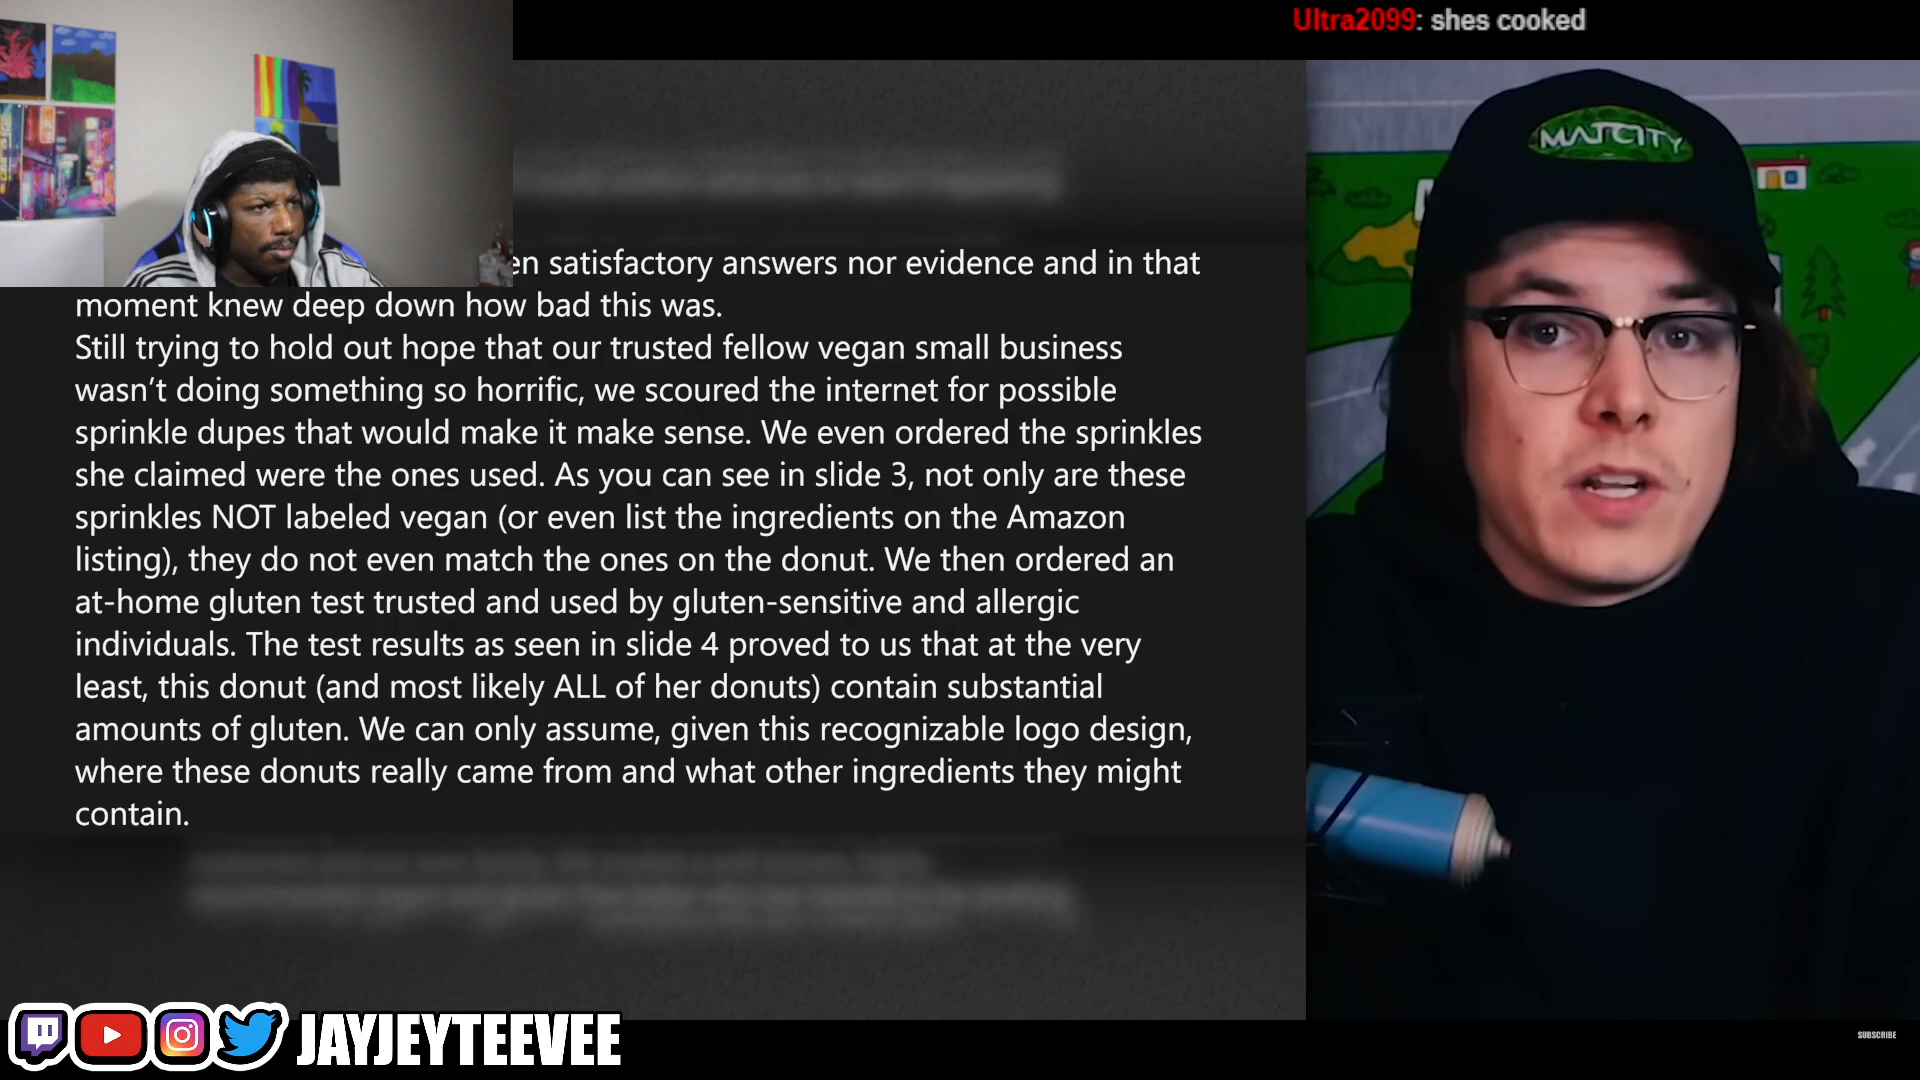 Ultra2099: shes cooked
MATCITY
satisfactory answers nor evidence and in that
moment knew deep down how bad this was.
Still trying to hold out hope that our trusted fellow vegan small business
wasn’t doing something so horrific, we scoured the internet for possible
sprinkle dupes that would make it make sense. We even ordered the sprinkles
she claimed were the ones used. As you can see in slide 3, not only are these
sprinkles NOT labeled vegan (or even list the ingredients on the Amazon
listing), they do not even match the ones on the donut. We then ordered an
at-home gluten test trusted and used by gluten-sensitive and allergic
individuals. The test results as seen in slide 4 proved to us that at the very
least, this donut (and most likely ALL of her donuts) contain substantial
amounts of gluten. We can only assume, given this recognizable logo design,
where these donuts really came from and what other ingredients they might
contain.
JAYJEYTEEVEE
SUBSCRIBE